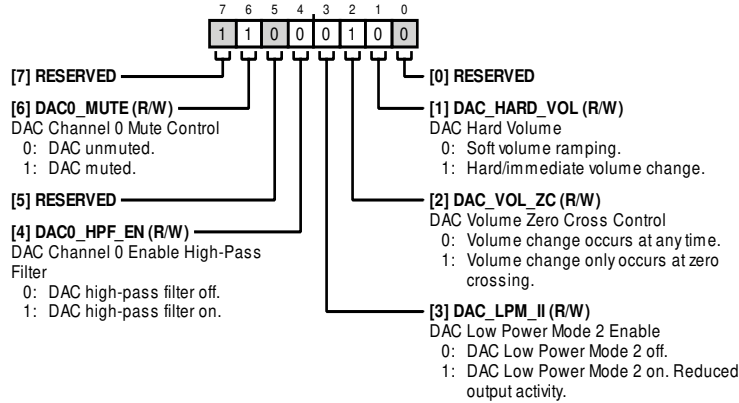 7 6 5 4 3 2 1 0
1 1 0 0 0 1 0 0
[7] RESERVED
[6] DAC0_MUTE (R/W)
DAC Channel 0 Mute Control
0: DAC unmuted.
1: DAC muted.
[5] RESERVED
[4] DAC0_HPF_EN (R/W)
DAC Channel 0 Enable High-Pass
Filter
0: DAC high-pass filter off.
1: DAC high-pass filter on.
[0] RESERVED
[1] DAC_HARD_VOL (R/W)
DAC Hard Volume
0: Soft volume ramping.
1: Hard/immediate volume change.
[2] DAC_VOL_ZC (R/W)
DAC Volume Zero Cross Control
0: Volume change occurs at any time.
1: Volume change only occurs at zero
crossing.
[3] DAC_LPM_II (R/W)
DAC Low Power Mode 2 Enable
0: DAC Low Power Mode 2 off.
1: DAC Low Power Mode 2 on. Reduced
output activity.